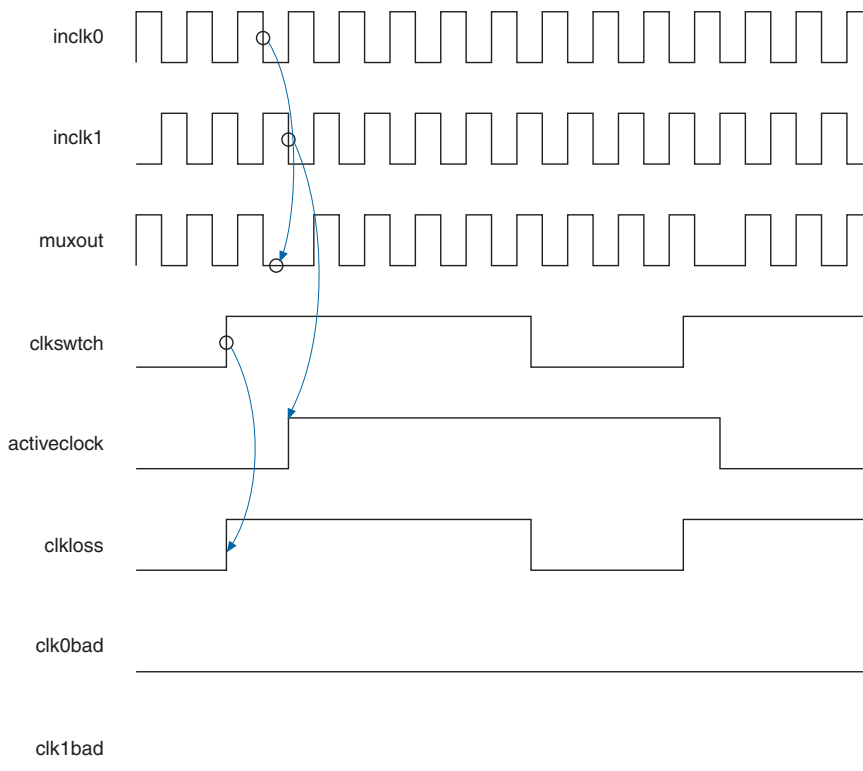 inclk0
inclk1
muxout
clkswtch
activeclock
clkloss
clk0bad
clk1bad